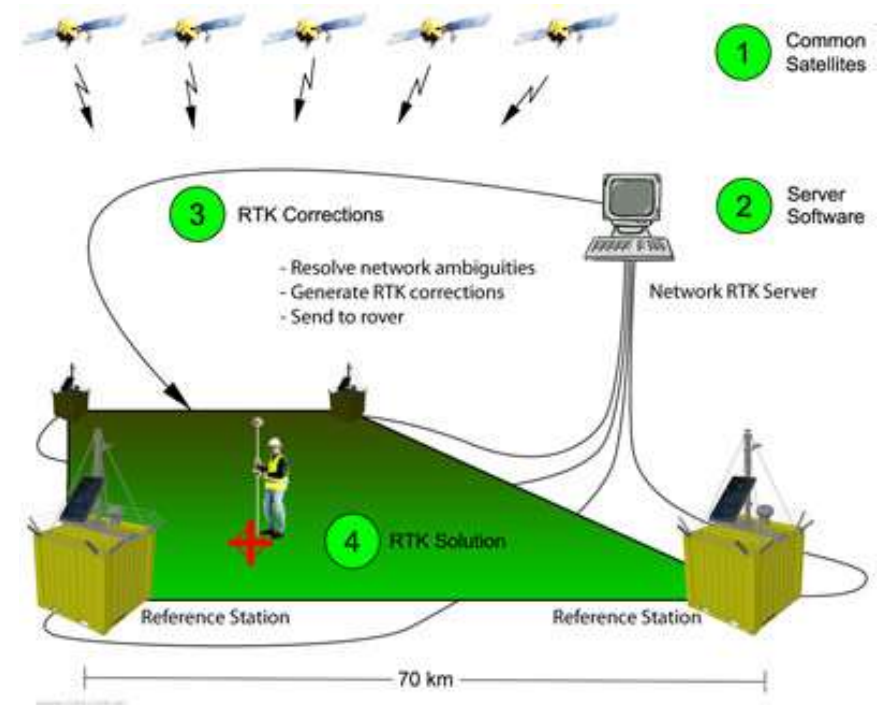 1
Common
Satellites
2
Server
Software
3
RTK Corrections
- Resolve network ambiguities
- Generate RTK corrections
- Send to rover
Network RTK Server
4
RTK Solution
Reference Station
Reference Station
70 km